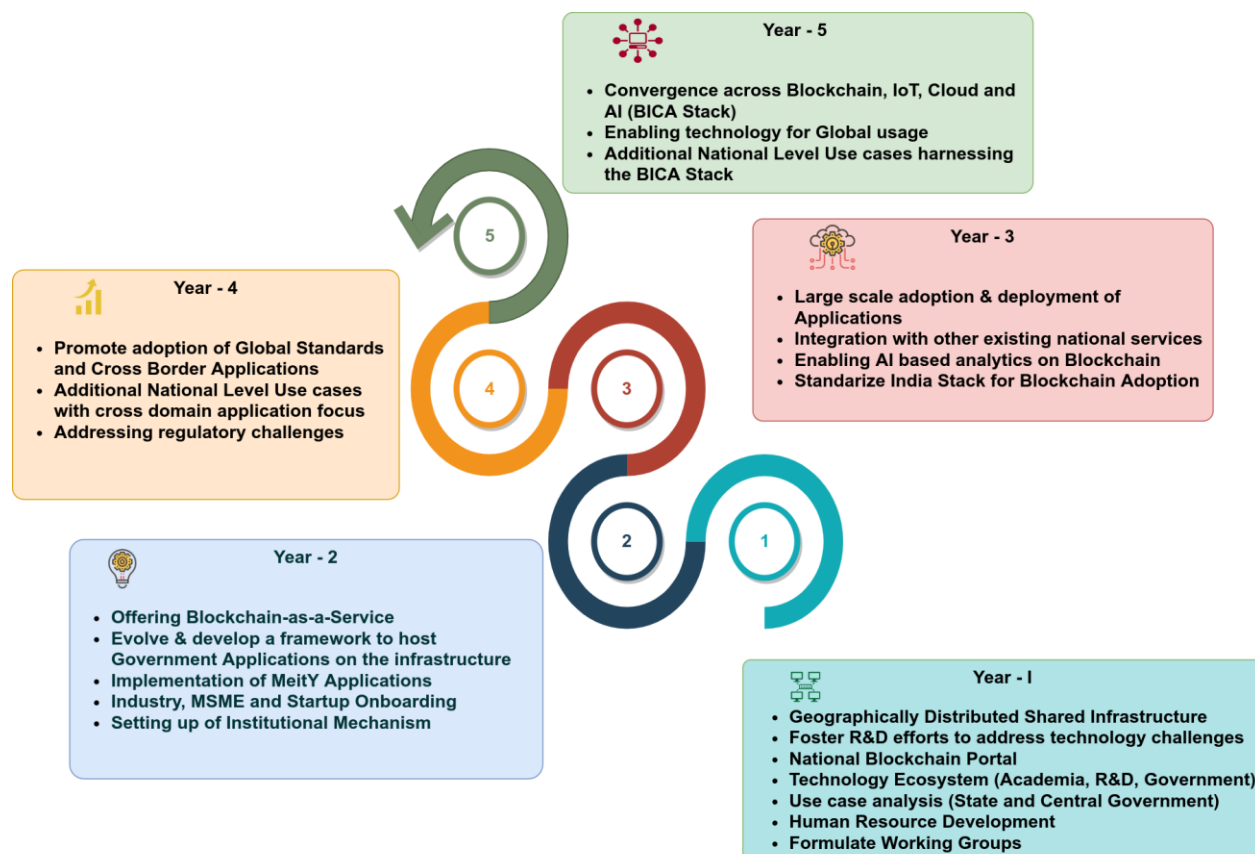 Year - 5
• Convergence across Blockchain, IoT, Cloud and
AI (BICA Stack)
• Enabling technology for Global usage
• Additional National Level Use cases harnessing
the BICA Stack
5
Year - 3
• Large scale adoption & deployment of
Applications
• Integration with other existing national services
• Enabling AI based analytics on Blockchain
• Standarize India Stack for Blockchain Adoption
Year - 4
• Promote adoption of Global Standards
and Cross Border Applications
• Additional National Level Use cases
with cross domain application focus
• Addressing regulatory challenges
4
3
2
1
Year - 2
• Offering Blockchain-as-a-Service
• Evolve & develop a framework to host
Government Applications on the infrastructure
• Implementation of MeitY Applications
• Industry, MSME and Startup Onboarding
• Setting up of Institutional Mechanism
Year - I
• Geographically Distributed Shared Infrastructure
• Foster R&D efforts to address technology challenges
• National Blockchain Portal
• Technology Ecosystem (Academia, R&D, Government)
• Use case analysis (State and Central Government)
• Human Resource Development
• Formulate Working Groups